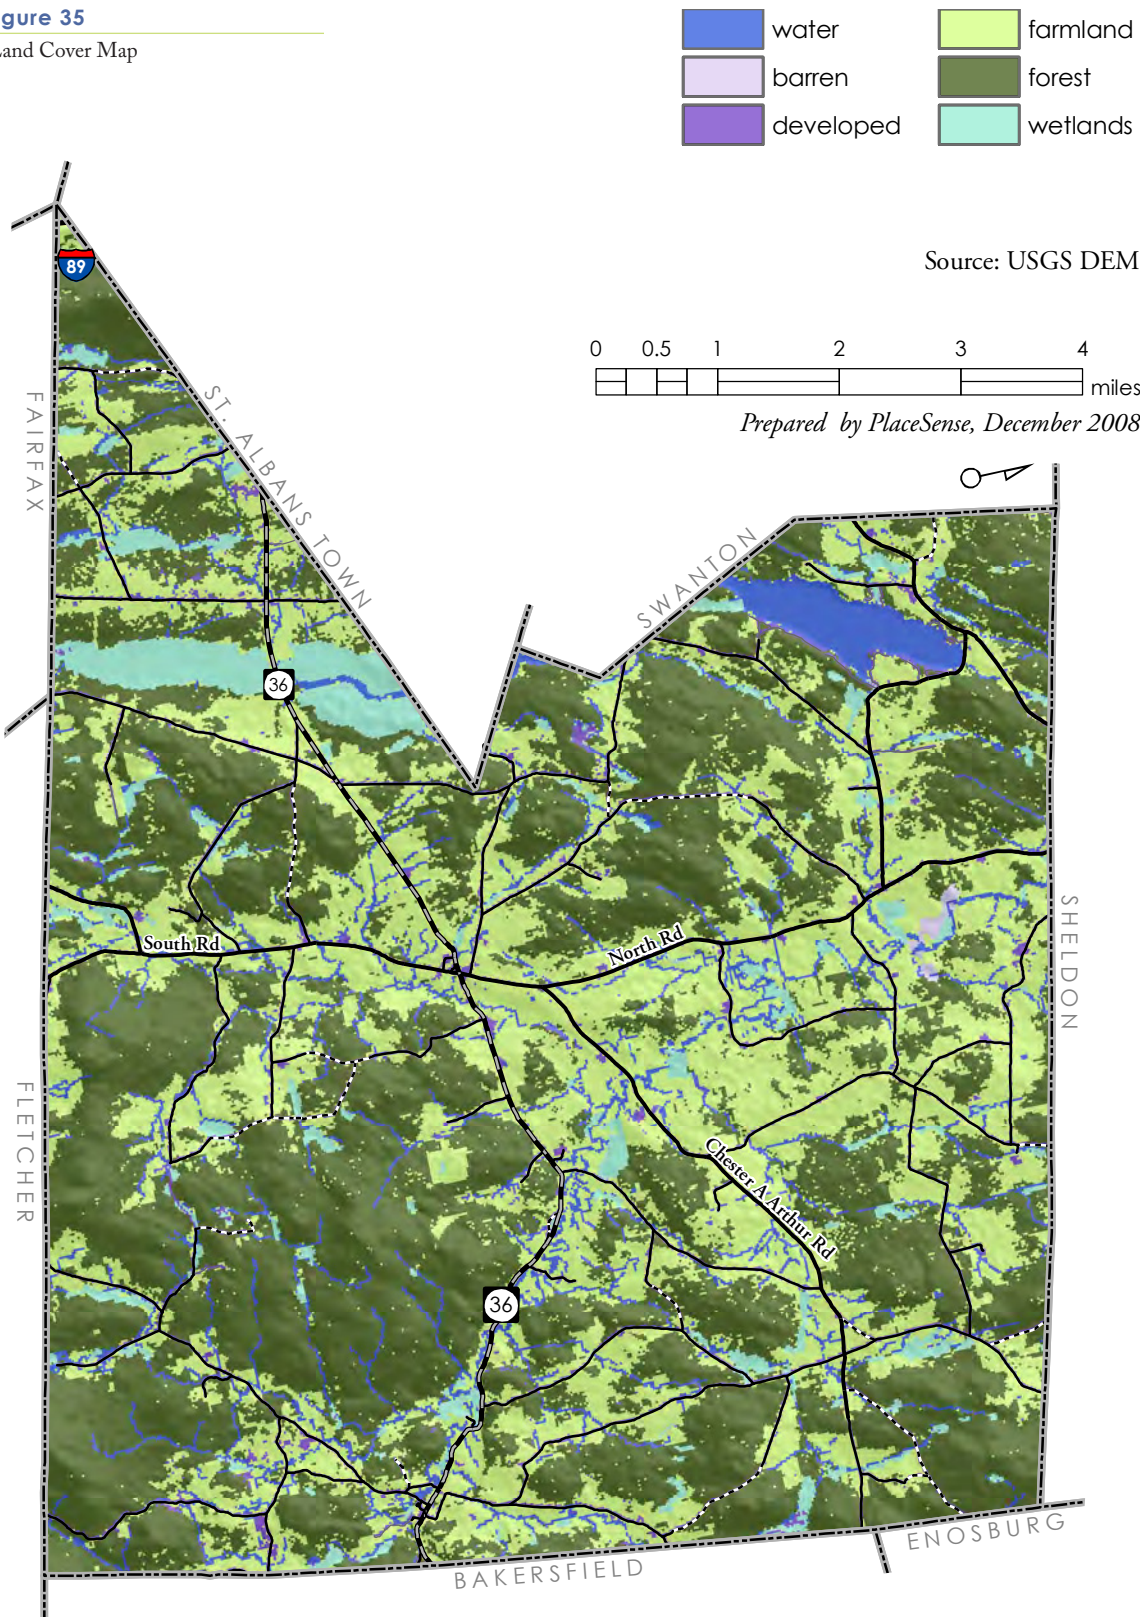 gure 35
and Cover Map
water
barren
developed
farmland
forest
wetlands
Source: USGS DEM
0 0.5 1 2 3 4
miles
Prepared by PlaceSense, December 2008
89
ST. ALBANS TOWN
FAIRFAX
SWANTON
36
SHELDON
South Rd
North Rd
FLETCHER
Chester A Arthur Rd
36
ENOSBURG
BAKERSFIELD